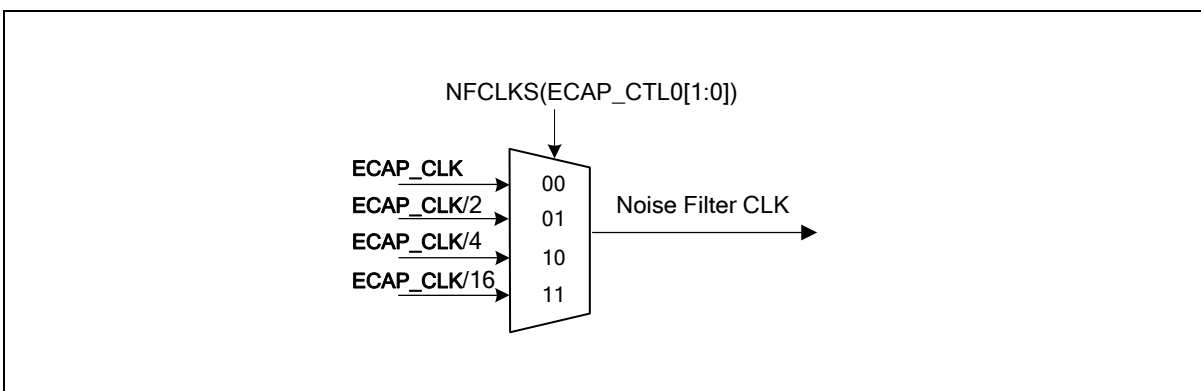 NFCLKS(ECAP_CTL0[1:0])
ECAP_CLK
00
ECAP_CLK/2
01
Noise Filter CLK
ECAP_CLK/4
10
ECAP_CLK/16
11